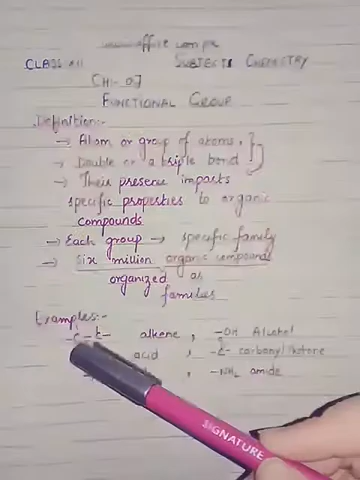 CLASS XII SUBJECT: CHEMISTRY
CH:- 07
FUNCTIONAL GROUP
Definition:-
→ Atom or group of atoms,
→ Double or a triple bond
→ Their presence impacts
specific properties to organic
compounds
→ Each group → specific family
→ Six million organic compounds
organized as
families
Examples:-
-C-C- alkene, -OH Alcohol
acid, -C- carbonyl ketone
, -NH2 amide
SIGNATURE